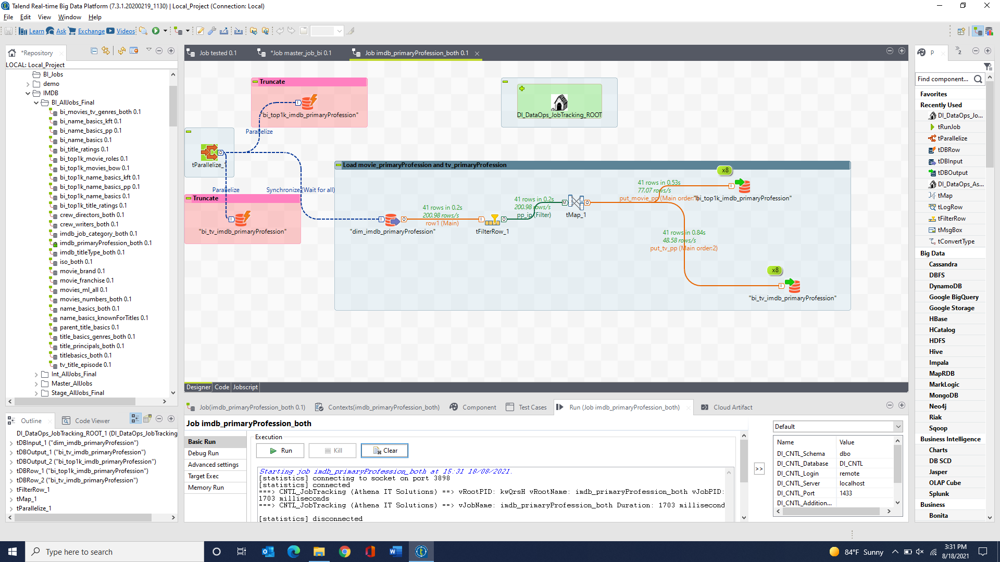 Talend Real-time Big Data Platform (7.3.1.20200219_1130) | Local_Project (Connection: Local)
File Edit View Window Help
Learn Ask Exchange Videos
*Repository
LOCAL: Local_Project
BI_Jobs
demo
IMDB
BI_AllJobs_Final
bi_movies_tv_genres_both 0.1
bi_name_basics_kft 0.1
bi_name_basics_pp 0.1
bi_name_basics 0.1
bi_title_ratings 0.1
bi_top1k_movie_roles 0.1
bi_top1k_movies_bow 0.1
bi_top1k_name_basics_kft 0.1
bi_top1k_name_basics_pp 0.1
bi_top1k_name_basics 0.1
bi_top1k_title_ratings 0.1
crew_directors_both 0.1
crew_writers_both 0.1
imdb_job_category_both 0.1
imdb_primaryProfession_both 0.1
imdb_titleType_both 0.1
iso_both 0.1
movie_brand 0.1
movie_franchise 0.1
movies_ml_all 0.1
movies_numbers_both 0.1
name_basics_both 0.1
name_basics_knownForTitles 0.1
parent_title_basics 0.1
title_basics_genres_both 0.1
title_principals_both 0.1
titlebasics_both 0.1
tv_title_episode 0.1
Int_AllJobs_Final
Master_AllJobs
Stage_AllJobs_Final
Outline Code Viewer
DI_DataOps_JobTracking_ROOT_1 (DI_DataOps_JobTracking
tDBInput_1 ("dim_imdb_primaryProfession")
tDBOutput_1 ("bi_tv_imdb_primaryProfession")
tDBOutput_2 ("bi_top1k_imdb_primaryProfession")
tDBRow_1 ("bi_top1k_imdb_primaryProfession")
tDBRow_2 ("bi_tv_imdb_primaryProfession")
tFilterRow_1
tMap_1
tParallelize_1
Job tested 0.1 *Job master_job_bi 0.1 Job imdb_primaryProfession_both 0.1
Truncate
"bi_top1k_imdb_primaryProfession"
DI_DataOps_JobTracking_ROOT
Parallelize
tParallelize_1
Parallelize
Synchronize (Wait for all)
Truncate
"bi_tv_imdb_primaryProfession"
Load movie_primaryProfession and tv_primaryProfession
x8
41 rows in 0.53s
77.07 rows/s
put_movie_pp (Main order:
"bi_top1k_imdb_primaryProfession"
41 rows in 0.2s
200.98 rows/s
pp_ip (Filter)
tMap_1
41 rows in 0.2s
200.98 rows/s
row1 (Main)
"dim_imdb_primaryProfession"
tFilterRow_1
41 rows in 0.84s
48.58 rows/s
put_tv_pp (Main order:2)
x8
"bi_tv_imdb_primaryProfession"
Designer Code Jobscript
Job(imdb_primaryProfession_both 0.1) Contexts(imdb_primaryProfession_both) Component Test Cases Run (Job imdb_primaryProfession_both) Cloud Artifact
Job imdb_primaryProfession_both
Basic Run
Debug Run
Advanced settings
Target Exec
Memory Run
Execution
Run Kill Clear
Starting job imdb_primaryProfession_both at 15:31 18/08/2021.
[statistics] connecting to socket on port 3898
[statistics] connected
===> CNTL_JobTracking (Athena IT Solutions) ==> vRootPID: kwQrsH vRootName: imdb_primaryProfession_both vJobPID:
1703 milliseconds
===> CNTL_JobTracking (Athena IT Solutions) ==> vJobName: imdb_primaryProfession_both Duration: 1703 millisecond
[statistics] disconnected
>>
Default
Name Value
DI_CNTL_Schema dbo
DI_CNTL_Database DI_CNTL
DI_CNTL_Login remote
DI_CNTL_Server localhost
DI_CNTL_Port 1433
DI_CNTL_Addition...
P
2
Find component...
Favorites
Recently Used
DI_DataOps_Jo...
tRunJob
tParallelize
tDBRow
tDBInput
tDBOutput
DI_DataOps_As...
tMap
tLogRow
tFilterRow
tMsgBox
tConvertType
Big Data
Cassandra
DBFS
DynamoDB
Google BigQuery
Google Storage
HBase
HCatalog
HDFS
Hive
Impala
MapRDB
MarkLogic
MongoDB
Neo4j
Riak
Sqoop
Business Intelligence
Charts
DB SCD
Jasper
OLAP Cube
Splunk
Business
Bonita
Type here to search
84°F Sunny
3:31 PM
8/18/2021